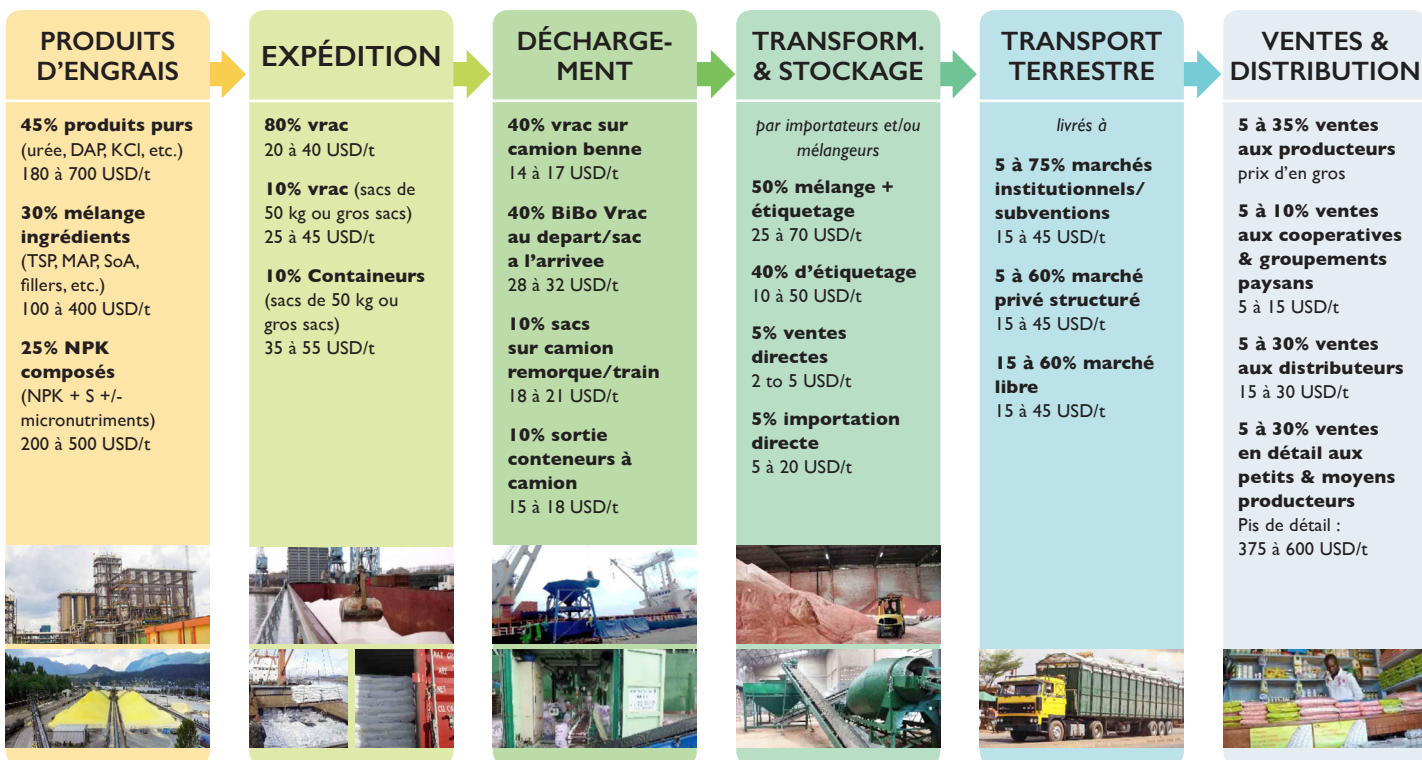 PRODUITS
D'ENGRAIS
45% produits purs
(urée, DAP, KCl, etc.)
180 à 700 USD/t
30% mélange
ingrédients
(TSP, MAP, SoA,
fillers, etc.)
100 à 400 USD/t
25% NPK
composés
(NPK + S +/-
micronutriments)
200 à 500 USD/t
EXPÉDITION
80% vrac
20 à 40 USD/t
10% vrac (sacs de
50 kg ou gros sacs)
25 à 45 USD/t
10% Containeurs
(sacs de 50 kg ou
gros sacs)
35 à 55 USD/t
DÉCHARGE-
MENT
40% vrac sur
camion benne
14 à 17 USD/t
40% BiBo Vrac
au depart/sac
a l'arrivee
28 à 32 USD/t
10% sacs
sur camion
remorque/train
18 à 21 USD/t
10% sortie
conteneurs à
camion
15 à 18 USD/t
TRANSFORM.
& STOCKAGE
par importateurs et/ou
mélangeurs
50% mélange +
étiquetage
25 à 70 USD/t
40% d'étiquetage
10 à 50 USD/t
5% ventes
directes
2 to 5 USD/t
5% importation
directe
5 à 20 USD/t
TRANSPORT
TERRESTRE
livrés à
5 à 75% marchés
institutionnels/
subventions
15 à 45 USD/t
5 à 60% marché
privé structuré
15 à 45 USD/t
15 à 60% marché
libre
15 à 45 USD/t
VENTES &
DISTRIBUTION
5 à 35% ventes
aux producteurs
prix d'en gros
5 à 10% ventes
aux cooperatives
& groupements
paysans
5 à 15 USD/t
5 à 30% ventes
aux distributeurs
15 à 30 USD/t
5 à 30% ventes
en détail aux
petits & moyens
producteurs
Pis de détail :
375 à 600 USD/t